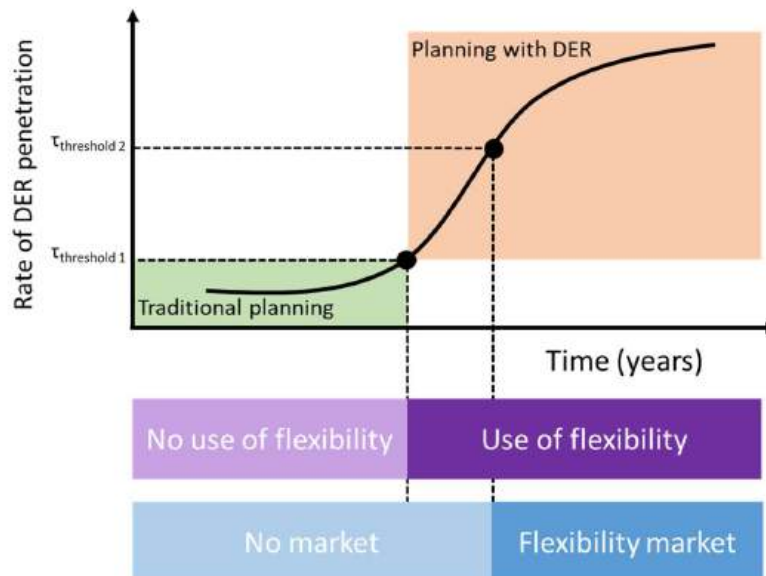 Planning with DER
Rate of DER penetration
τthreshold 2
τthreshold 1
Traditional planning
Time (years)
No use of flexibility
Use of flexibility
No market
Flexibility market